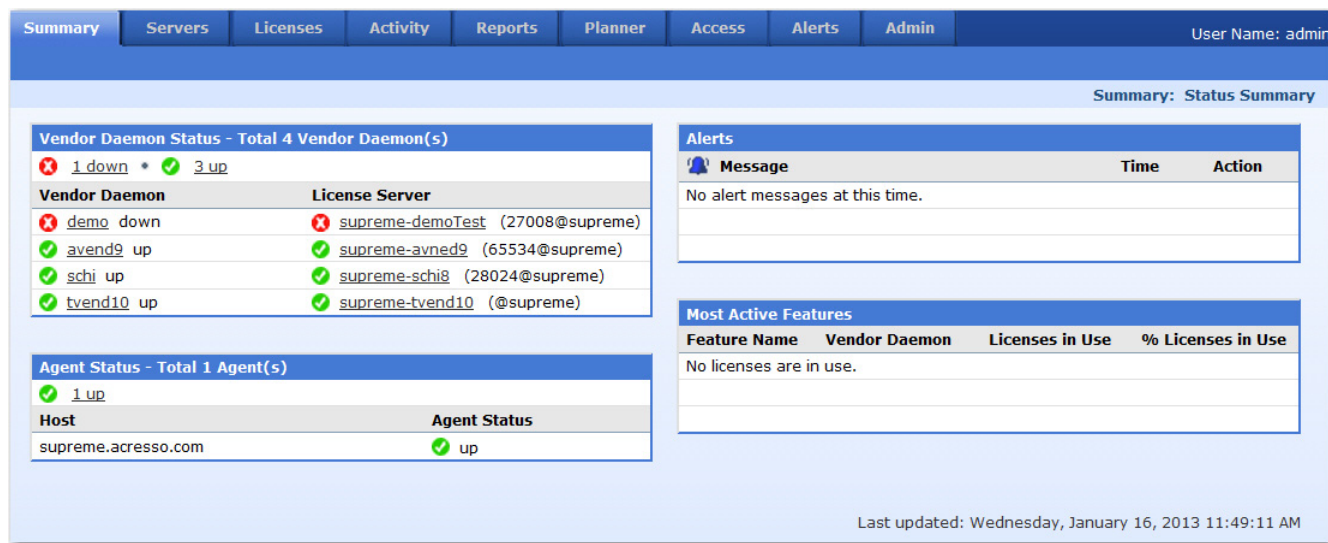 Summary Servers Licenses Activity Reports Planner Access Alerts Admin User Name: admin
Summary: Status Summary
Vendor Daemon Status - Total 4 Vendor Daemon(s)
1 down • 3 up
Vendor Daemon License Server
demo down supreme-demoTest (27008@supreme)
avend9 up supreme-avned9 (65534@supreme)
schi up supreme-schi8 (28024@supreme)
tvend10 up supreme-tvend10 (@supreme)
Agent Status - Total 1 Agent(s)
1 up
Host Agent Status
supreme.acresso.com up
Alerts
Message Time Action
No alert messages at this time.
Most Active Features
Feature Name Vendor Daemon Licenses in Use % Licenses in Use
No licenses are in use.
Last updated: Wednesday, January 16, 2013 11:49:11 AM